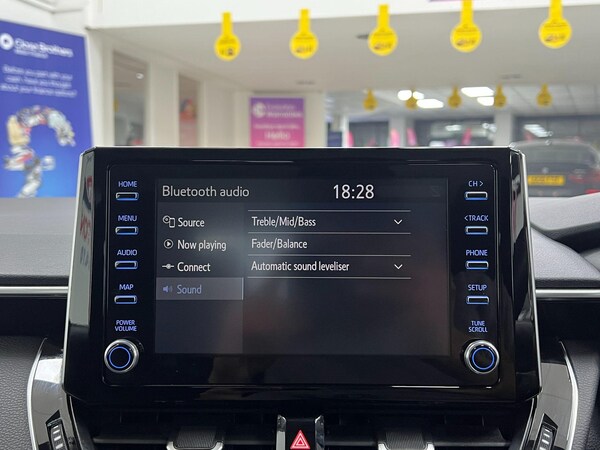 Close Brothers
HOME
MENU
AUDIO
MAP
POWER
VOLUME
Bluetooth audio
18:28
Source
Now playing
Connect
Sound
Treble/Mid/Bass
Fader/Balance
Automatic sound leveliser
CH >
< TRACK
PHONE
SETUP
TUNE
SCROLL